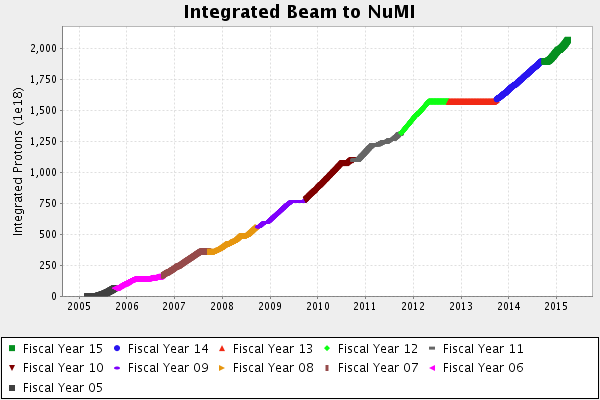 Integrated Beam to NuMI
Integrated Protons (1e18)
2,000
1,750
1,500
1,250
1,000
750
500
250
0
2005 2006 2007 2008 2009 2010 2011 2012 2013 2014 2015
Fiscal Year 15 Fiscal Year 14 Fiscal Year 13 Fiscal Year 12 Fiscal Year 11
Fiscal Year 10 Fiscal Year 09 Fiscal Year 08 Fiscal Year 07 Fiscal Year 06
Fiscal Year 05